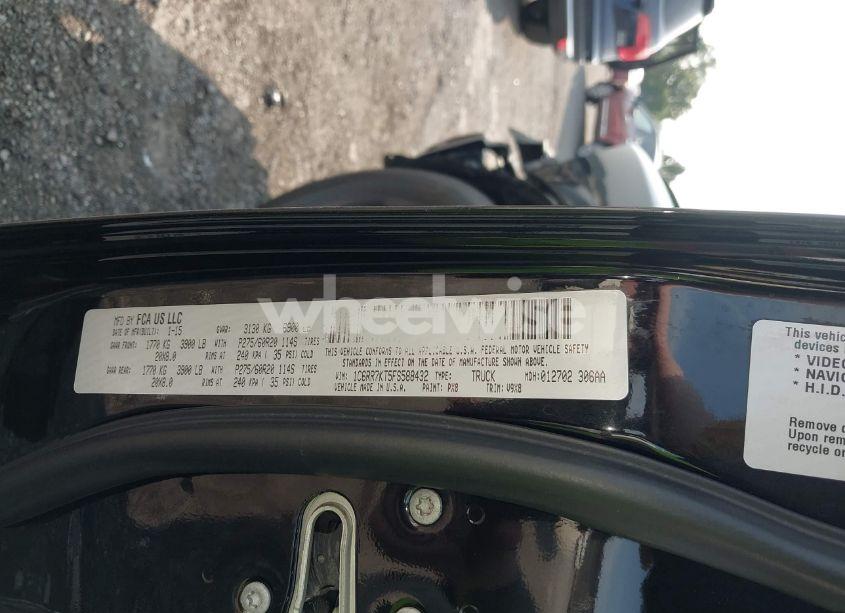 wheelwise
MFD BY FCA US LLC
DATE OF MFR(BUILT): 1-15 GVWR: 3130 KG 6900 LB
GAWR FRONT: 1770 KG 3900 LB WITH P275/60R20 114S TIRES
20X8.0 RIMS AT 240 KPA ( 35 PSI) COLD
GAWR REAR: 1770 KG 3900 LB WITH P275/60R20 114S TIRES
20X8.0 RIMS AT 240 KPA ( 35 PSI) COLD
THIS VEHICLE CONFORMS TO ALL APPLICABLE U.S.A. FEDERAL MOTOR VEHICLE SAFETY
STANDARDS IN EFFECT ON THE DATE OF MANUFACTURE SHOWN ABOVE.
VIN: 1C6RR7KT5FS588432 TYPE: TRUCK MDH: 012702 306AA
VEHICLE MADE IN U.S.A. PAINT: PX8 TRIM: V9X8
This vehicle
devices
* VIDEO
* NAVI
* H.I.D.
Remove
Upon
recycle or